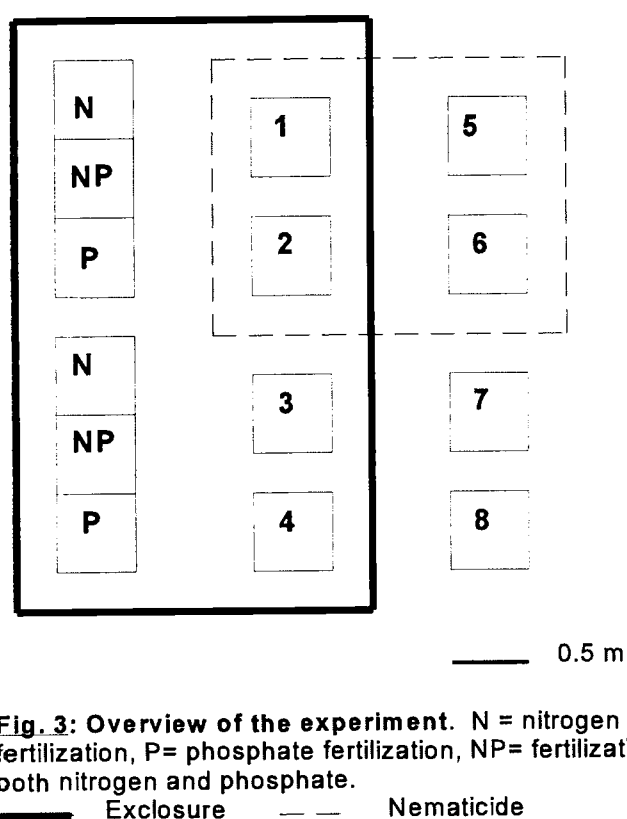 N 1 5
NP
P 2 6
N
3 7
NP
P 4 8
0.5 m
Fig. 3: Overview of the experiment. N = nitrogen
fertilization, P= phosphate fertilization, NP=
both nitrogen and phosphate.
Exclosure Nematicide